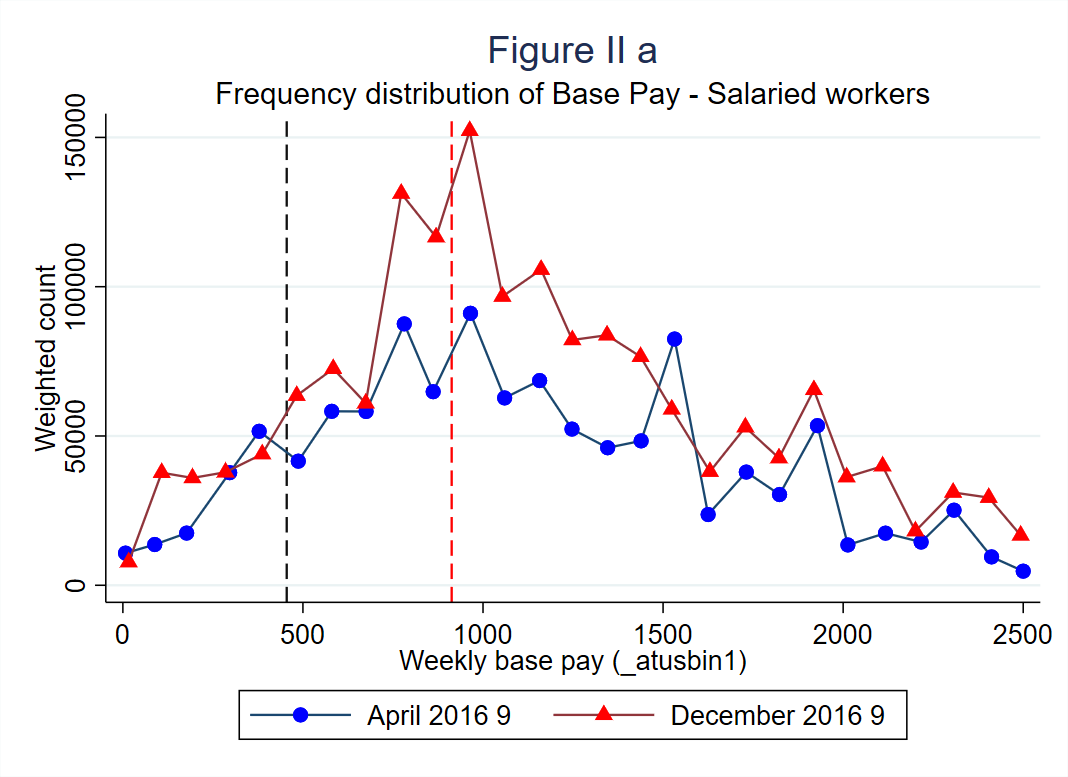 Figure II a
Frequency distribution of Base Pay - Salaried workers
Weighted count
150000
100000
50000
0
0 500 1000 1500 2000 2500
Weekly base pay (_atusbin1)
April 2016 9 December 2016 9